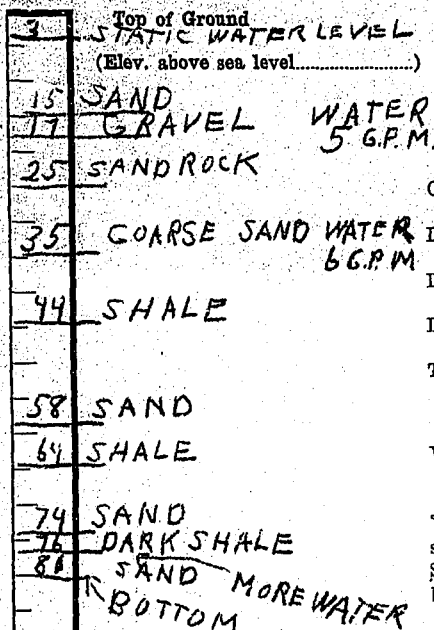 Top of Ground
3 STATIC WATER LEVEL
(Elev. above sea level....................)
15 SAND
17 GRAVEL WATER
5 G.P.M.
25 SANDROCK
35 COARSE SAND WATER
6 G.P.M
44 SHALE
58 SAND
64 SHALE
74 SAND
76 DARK SHALE
SAND MORE WATER
BOTTOM